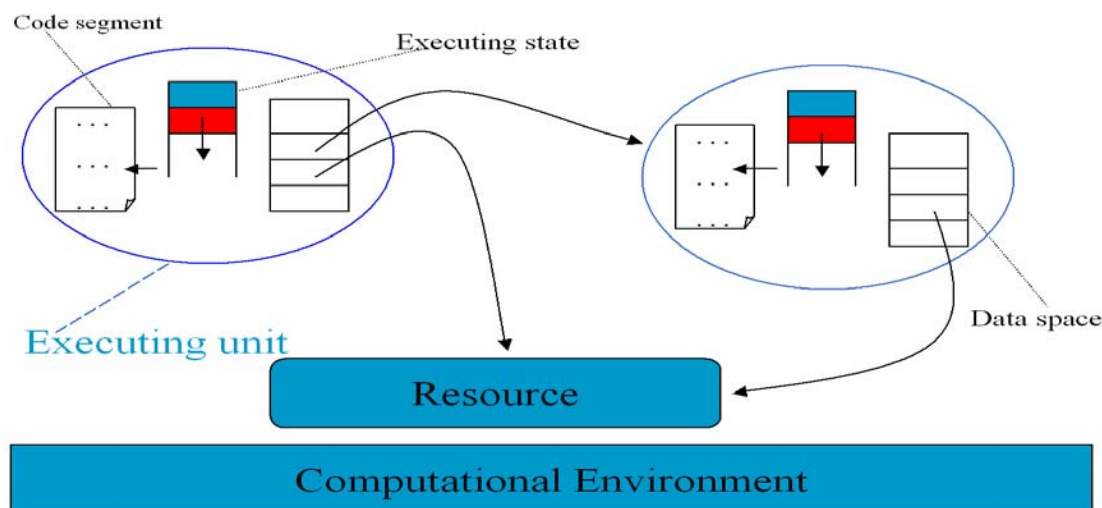 Code segment
Executing state
. . .
. . .
. . .
. . .
. . .
. . .
Executing unit
Data space
Resource
Computational Environment